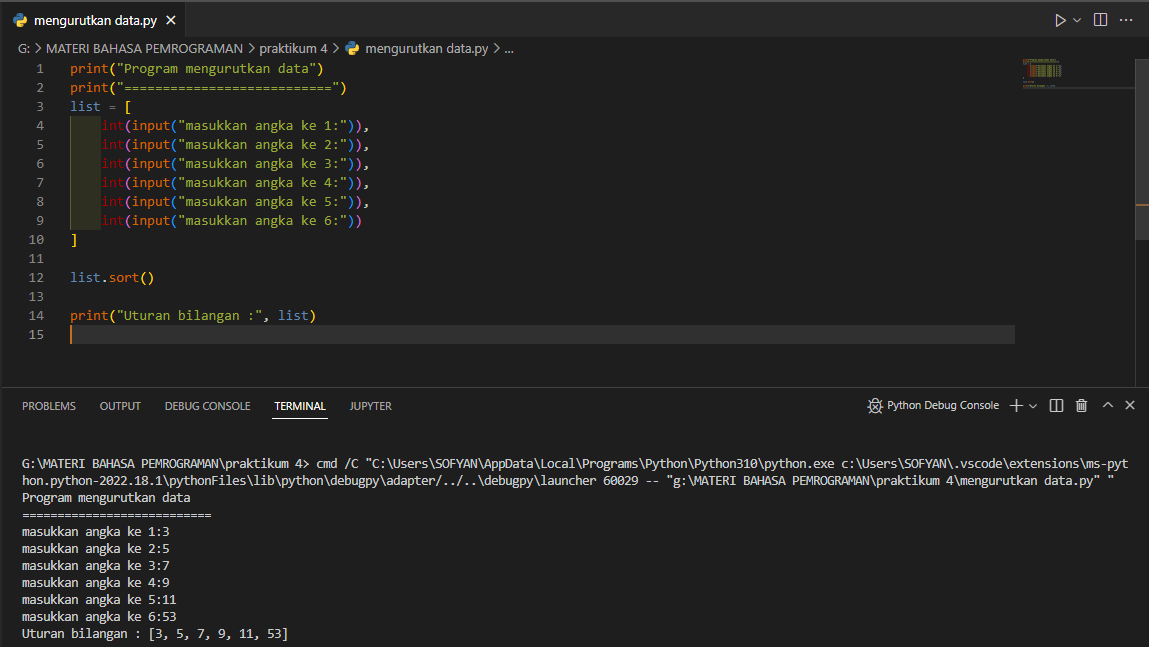 mengurutkan data.py
G: > MATERI BAHASA PEMROGRAMAN > praktikum 4 > mengurutkan data.py > ...
1 print("Program mengurutkan data")
2 print("===========================")
3 list = [
4 int(input("masukkan angka ke 1:")),
5 int(input("masukkan angka ke 2:")),
6 int(input("masukkan angka ke 3:")),
7 int(input("masukkan angka ke 4:")),
8 int(input("masukkan angka ke 5:")),
9 int(input("masukkan angka ke 6:"))
10 ]
11
12 list.sort()
13
14 print("Uturan bilangan :", list)
15
PROBLEMS OUTPUT DEBUG CONSOLE TERMINAL JUPYTER Python Debug Console
G:\MATERI BAHASA PEMROGRAMAN\praktikum 4> cmd /C "C:\Users\SOFYAN\AppData\Local\Programs\Python\Python310\python.exe c:\Users\SOFYAN\.vscode\extensions\ms-pyt
hon.python-2022.18.1\pythonFiles\lib\python\debugpy\adapter/../..\debugpy\launcher 60029 -- "g:\MATERI BAHASA PEMROGRAMAN\praktikum 4\mengurutkan data.py" "
Program mengurutkan data
===========================
masukkan angka ke 1:3
masukkan angka ke 2:5
masukkan angka ke 3:7
masukkan angka ke 4:9
masukkan angka ke 5:11
masukkan angka ke 6:53
Uturan bilangan : [3, 5, 7, 9, 11, 53]